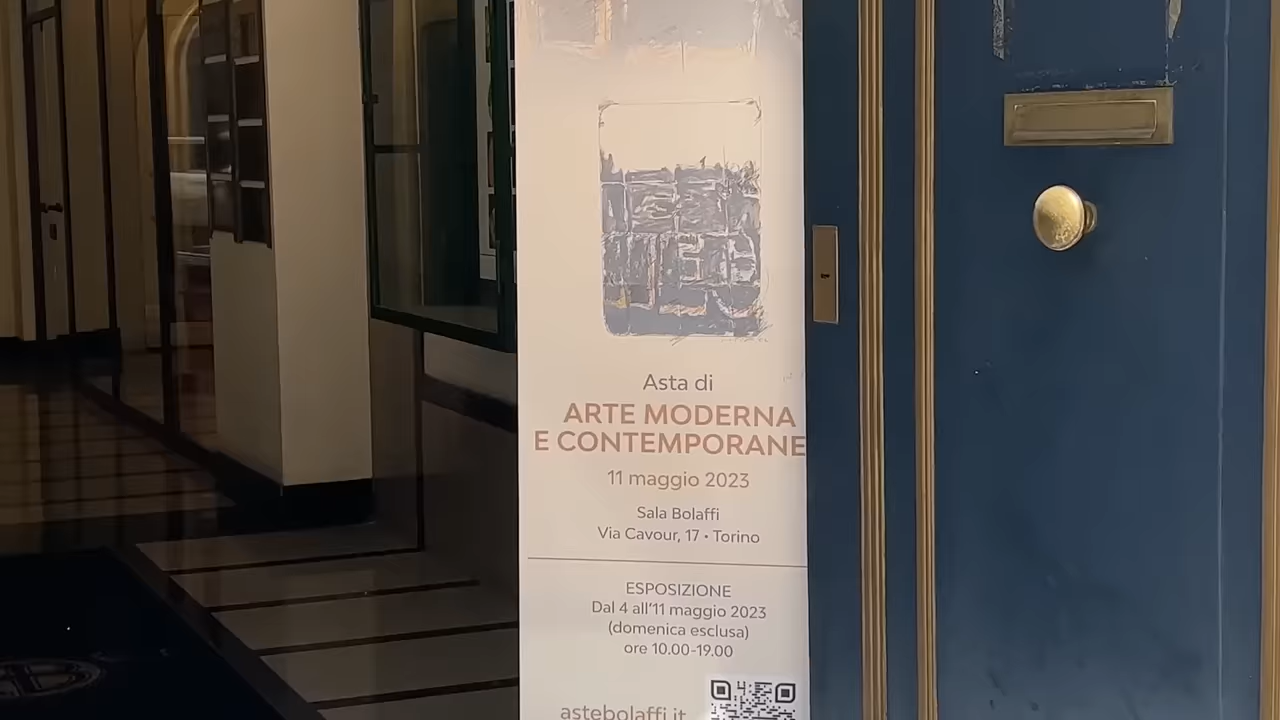 Asta di
ARTE MODERNA
E CONTEMPORANE
11 maggio 2023
Sala Bolaffi
Via Cavour, 17 • Torino
ESPOSIZIONE
Dal 4 all'11 maggio 2023
(domenica esclusa)
ore 10.00-19.00
astebolaffi.it